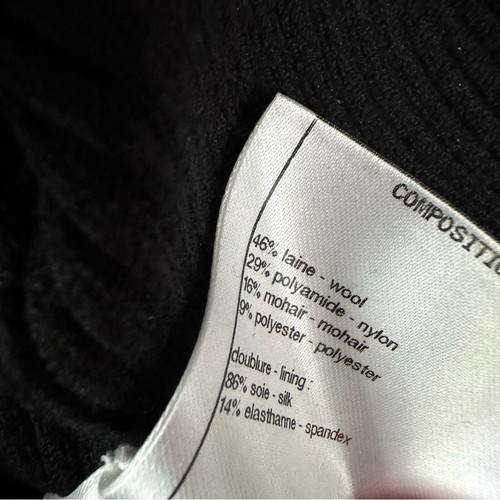 COMPOSITIO
46% laine - wool
29% polyamide - nylon
16% mohair - mohair
9% polyester - polyester
doublure - lining :
86% soie - silk
14% elasthanne - spandex